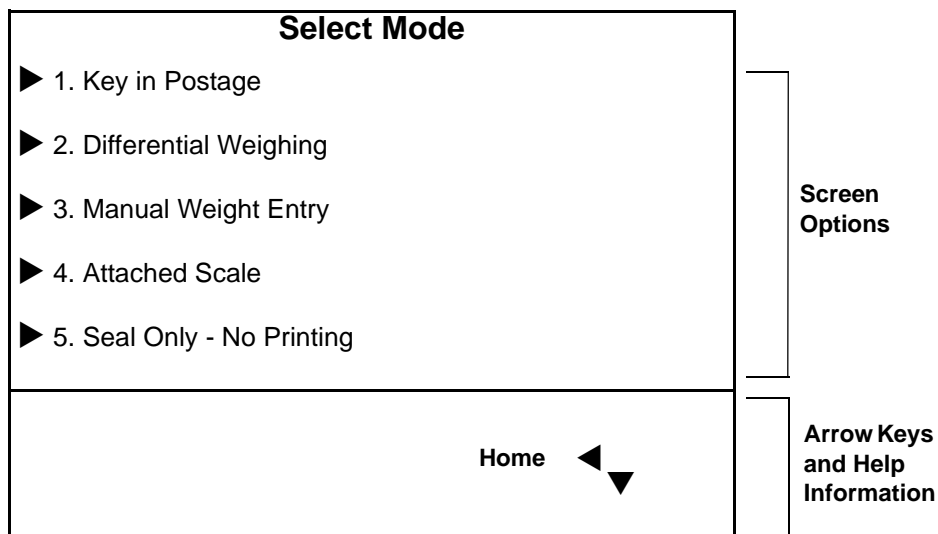 Select Mode
1. Key in Postage
2. Differential Weighing
3. Manual Weight Entry
4. Attached Scale
5. Seal Only - No Printing
Screen
Options
Home
Arrow Keys
and Help
Information